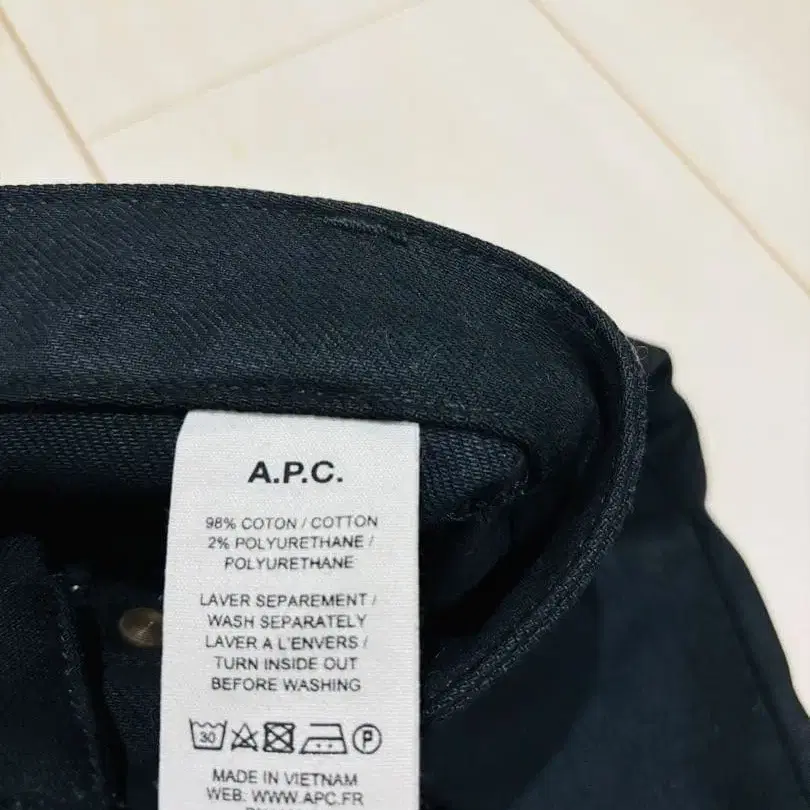 A.P.C.
98% COTON / COTTON
2% POLYURETHANE /
POLYURETHANE
LAVER SEPAREMENT /
WASH SEPARATELY
LAVER A L'ENVERS /
TURN INSIDE OUT
BEFORE WASHING
30 P
MADE IN VIETNAM
WEB: WWW.APC.FR